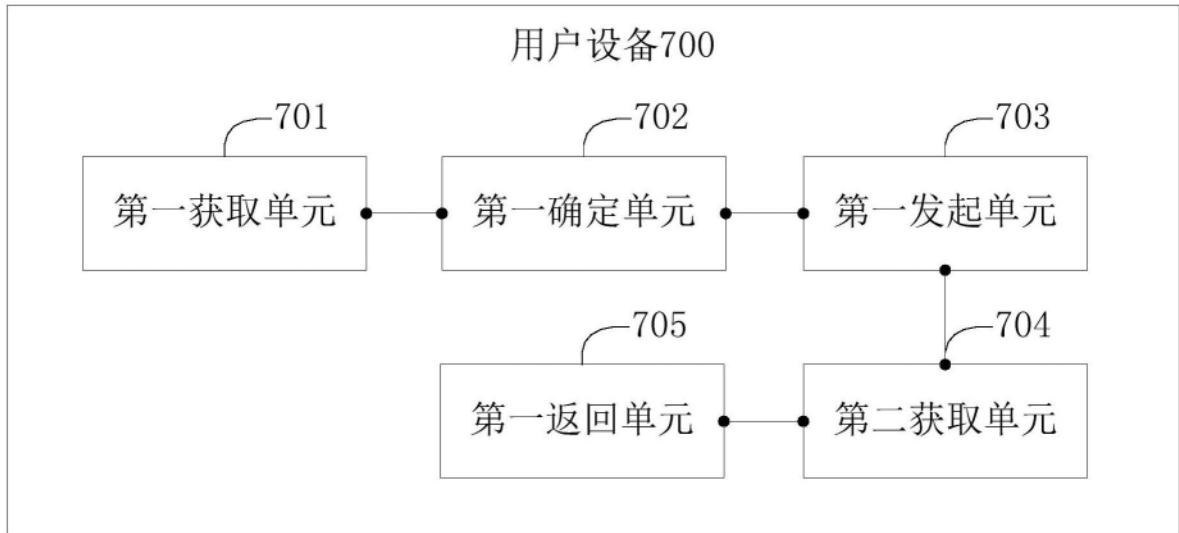 用户设备700
701
702
703
第一获取单元
第一确定单元
第一发起单元
705
704
第一返回单元
第二获取单元